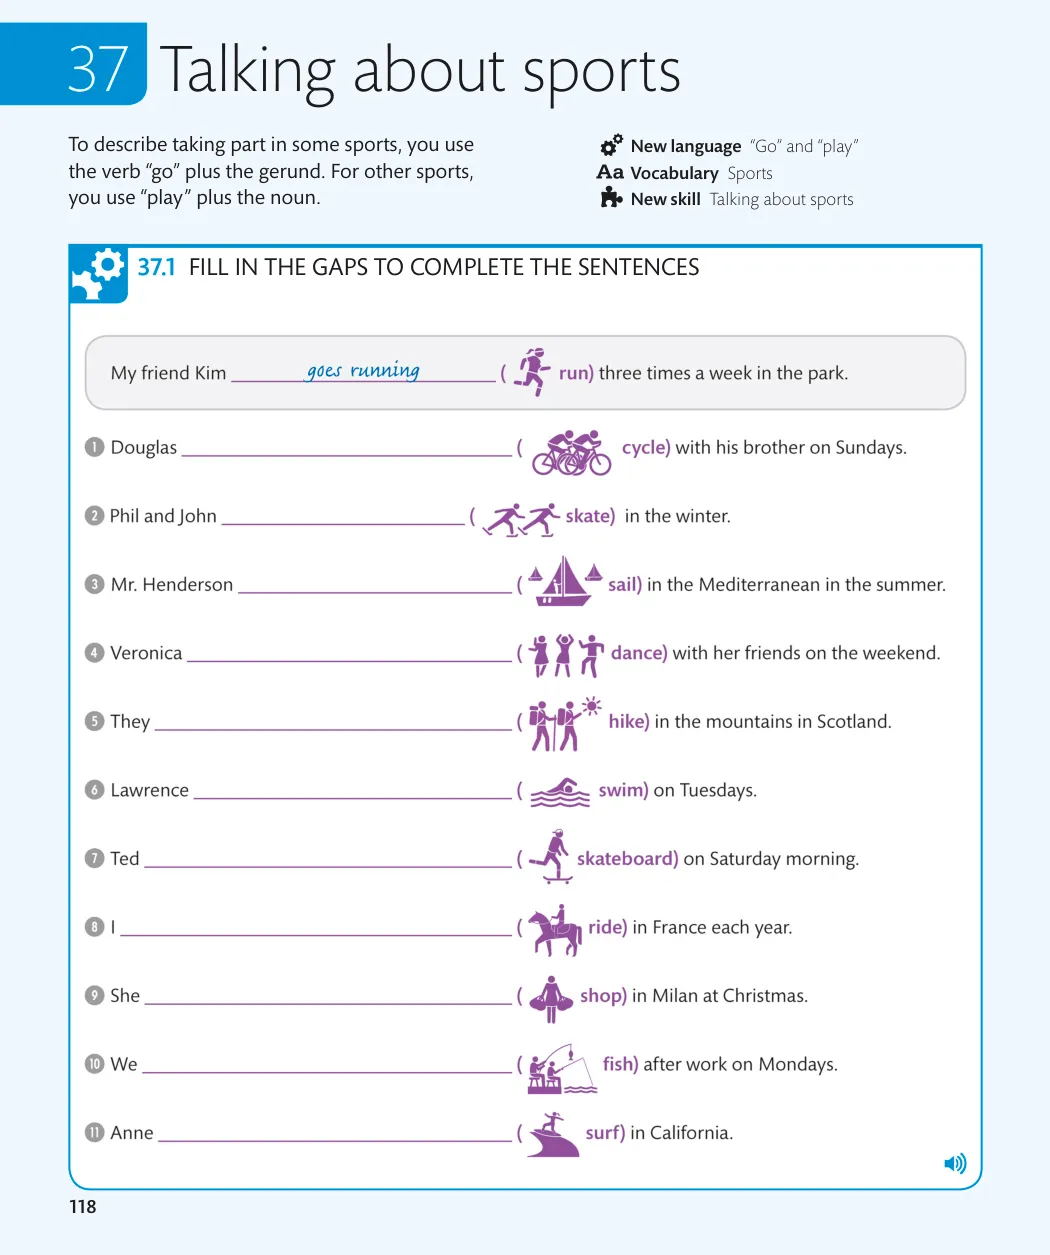 37 Talking about sports
To describe taking part in some sports, you use
the verb “go” plus the gerund. For other sports,
you use “play” plus the noun.
New language “Go” and “play”
Aa Vocabulary Sports
New skill Talking about sports
37.1 FILL IN THE GAPS TO COMPLETE THE SENTENCES
My friend Kim goes running ( run) three times a week in the park.
1 Douglas ( cycle) with his brother on Sundays.
2 Phil and John ( skate) in the winter.
3 Mr. Henderson ( sail) in the Mediterranean in the summer.
4 Veronica ( dance) with her friends on the weekend.
5 They ( hike) in the mountains in Scotland.
6 Lawrence ( swim) on Tuesdays.
7 Ted ( skateboard) on Saturday morning.
8 I ( ride) in France each year.
9 She ( shop) in Milan at Christmas.
10 We ( fish) after work on Mondays.
11 Anne ( surf) in California.
118